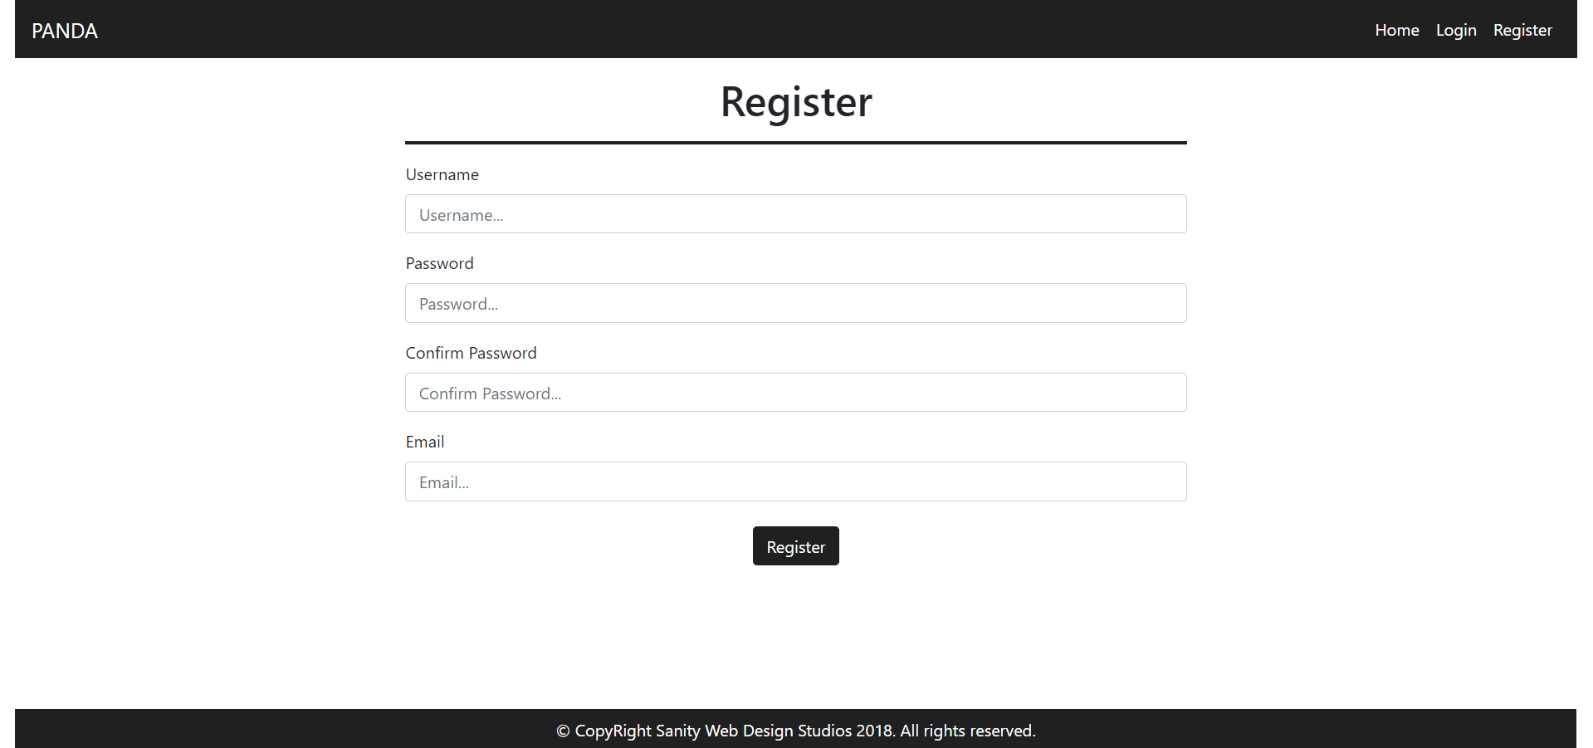 PANDA
Home Login Register
Register
Username
Username...
Password
Password...
Confirm Password
Confirm Password...
Email
Email...
Register
© CopyRight Sanity Web Design Studios 2018. All rights reserved.